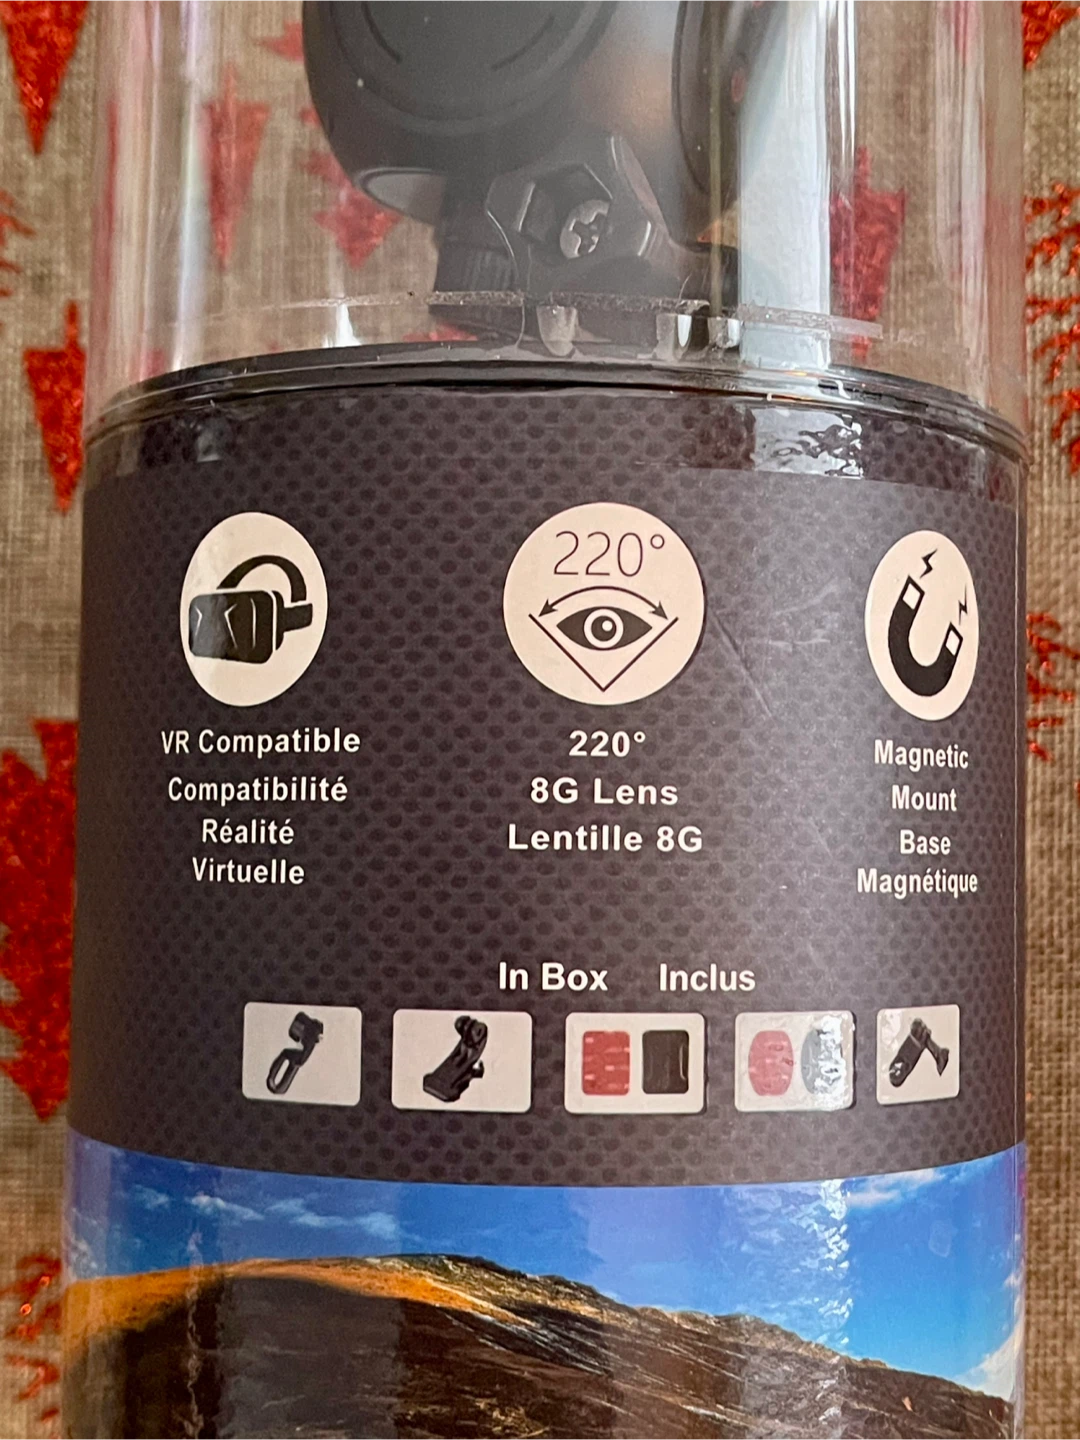 220°
VR Compatible
Compatibilité
Réalité
Virtuelle
220°
8G Lens
Lentille 8G
Magnetic
Mount
Base
Magnétique
In Box Inclus